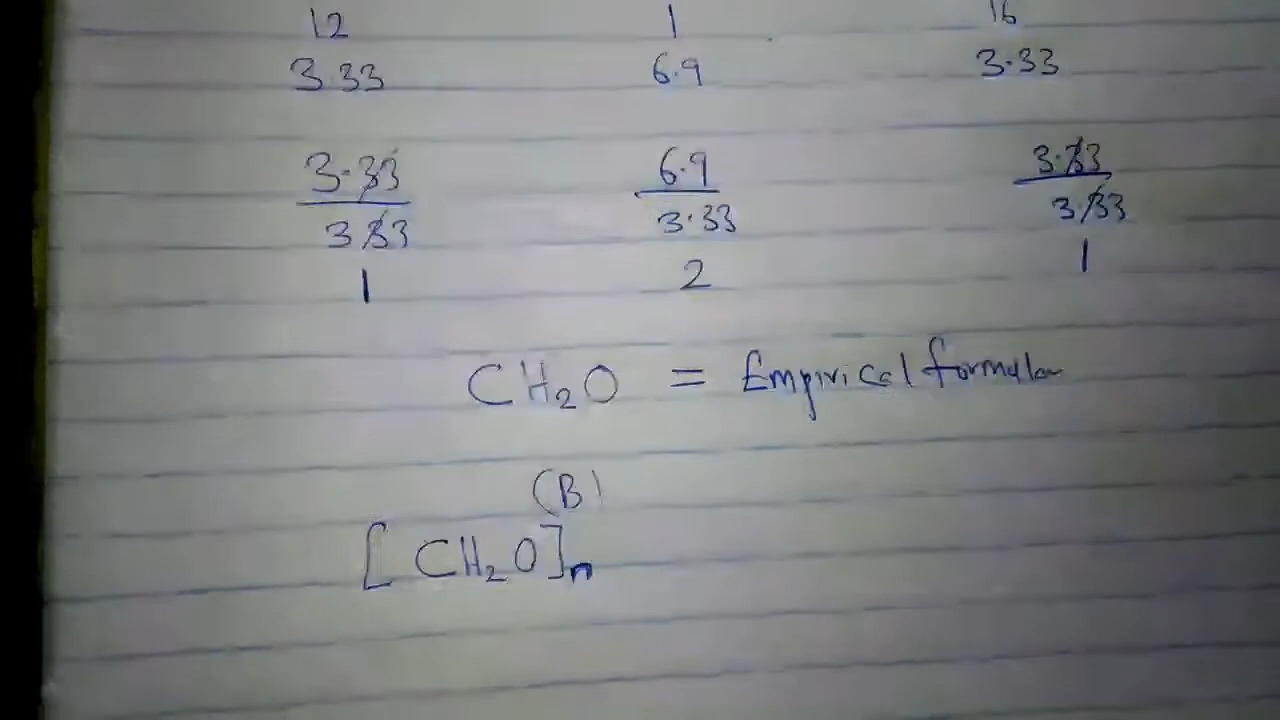 12 1 16
3.33 6.9 3.33
3.33 6.9 3.33
3.33 3.33 3.33
1 2 1
CH₂O = Empirical formular
(B)
[CH₂O]n